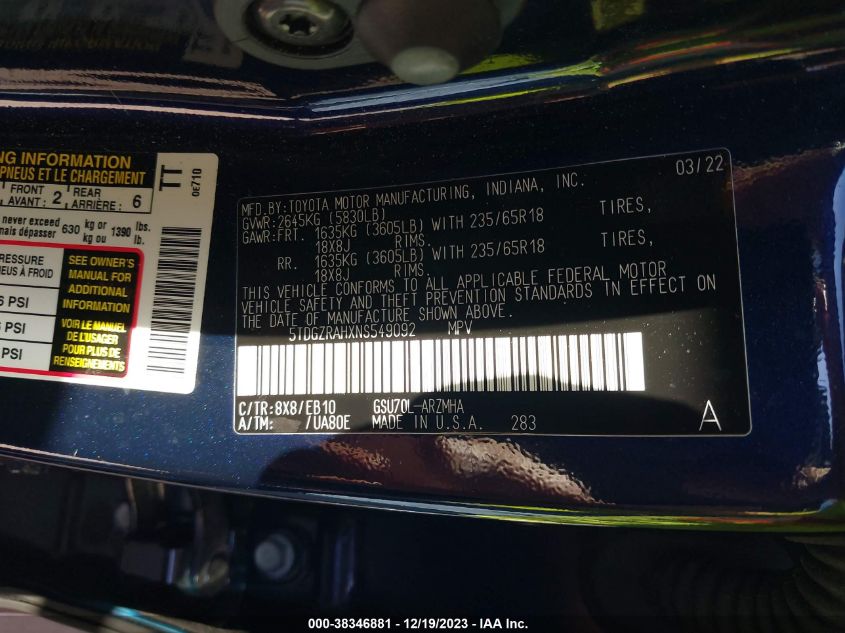 NG INFORMATION
PNEUS ET LE CHARGEMENT
FRONT AVANT: 2 REAR ARRIÈRE: 6
never exceed 630 kg or 1390 lbs.
mais dépasser kg ou lb.
TT
0E710
RESSURE
NEUS À FROID
PSI
PSI
PSI
SEE OWNER'S
MANUAL FOR
ADDITIONAL
INFORMATION
VOIR LE MANUEL
DE L'USAGER
POUR PLUS DE
RENSEIGNEMENTS
03/22
MFD.BY:TOYOTA MOTOR MANUFACTURING, INDIANA, INC.
GVWR:2645KG (5830LB)
GAWR:FRT. 1635KG (3605LB) WITH 235/65R18 TIRES,
18X8J RIMS.
RR. 1635KG (3605LB) WITH 235/65R18 TIRES,
18X8J RIMS.
THIS VEHICLE CONFORMS TO ALL APPLICABLE FEDERAL MOTOR
VEHICLE SAFETY AND THEFT PREVENTION STANDARDS IN EFFECT ON
THE DATE OF MANUFACTURE SHOWN ABOVE.
5TDGZRAHXNS549092 MPV
C/TR:8X8/EB10 GSU70L-ARZMHA
A/TM: /UA80E MADE IN U.S.A. 283
A
000-38346881 - 12/19/2023 - IAA Inc.